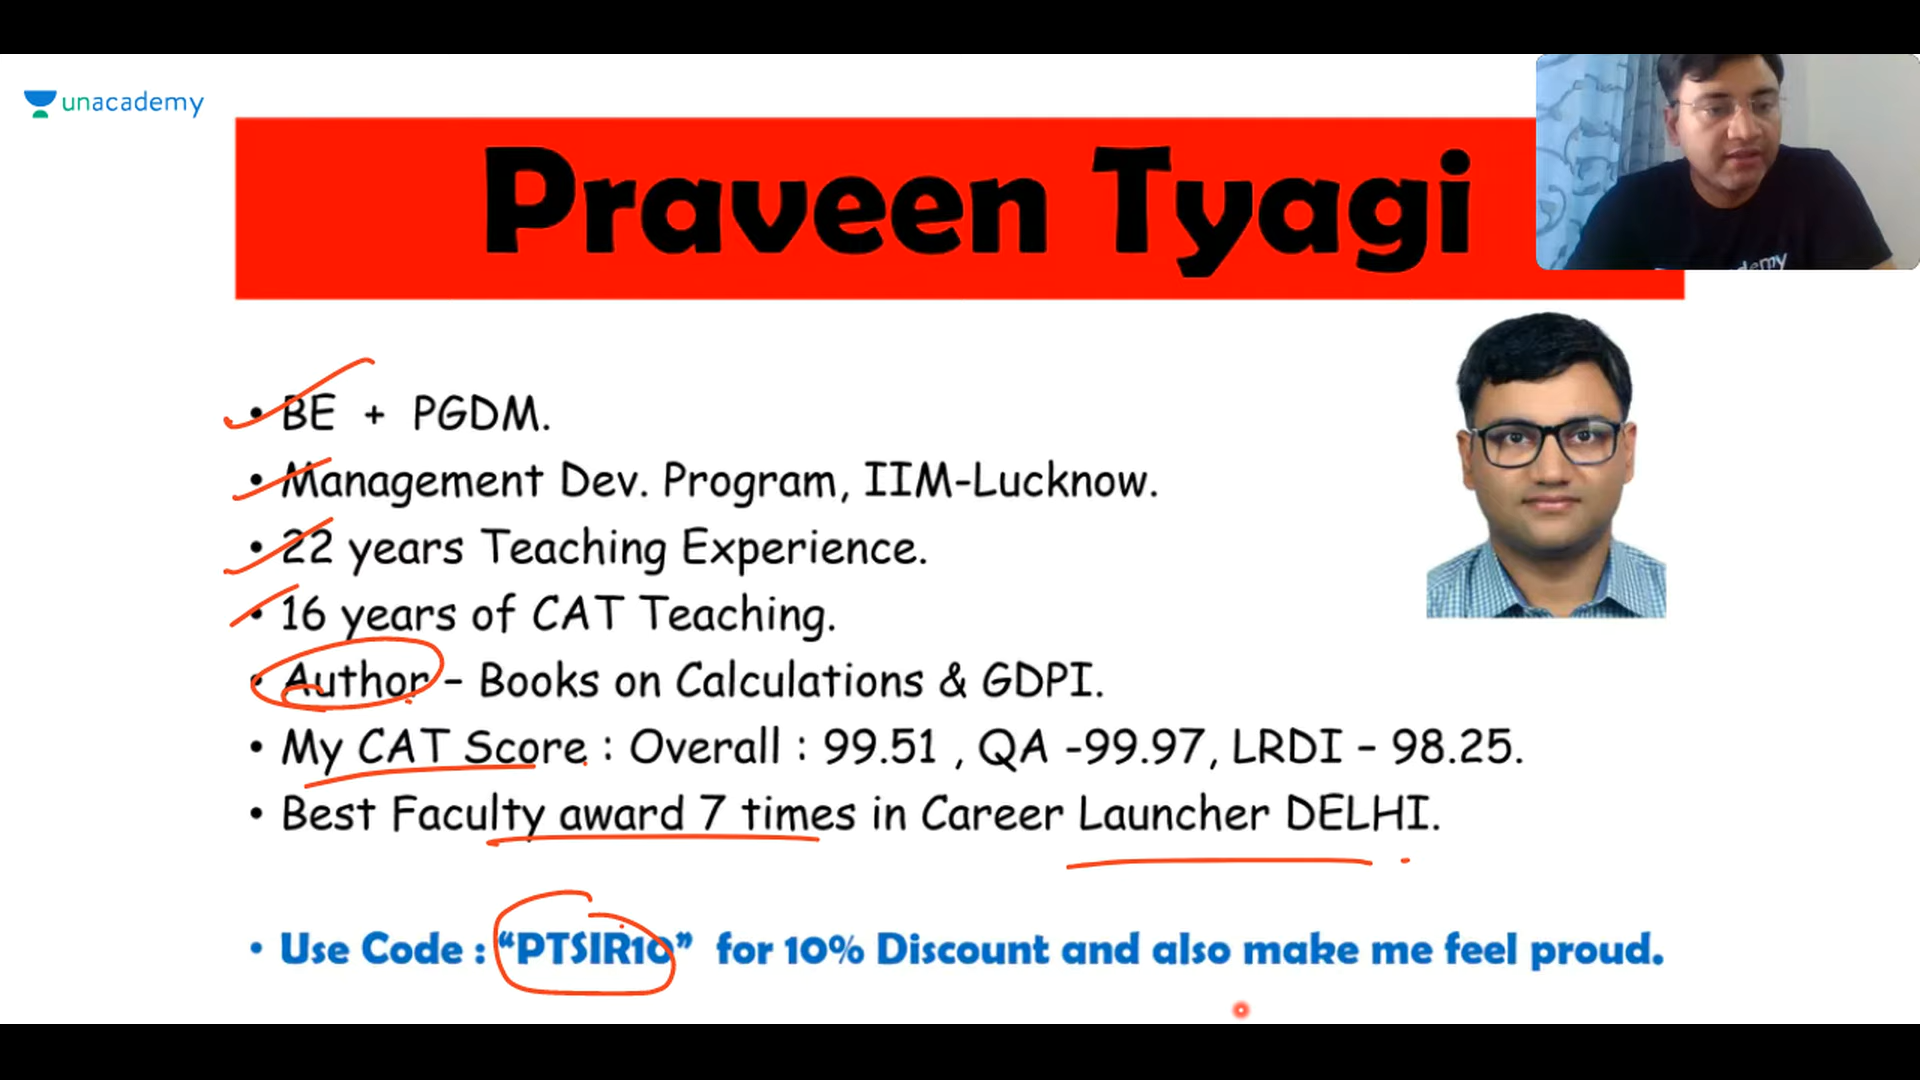 unacademy
Praveen Tyagi
demy
• BE + PGDM.
• Management Dev. Program, IIM-Lucknow.
• 22 years Teaching Experience.
• 16 years of CAT Teaching.
• Author – Books on Calculations & GDPI.
• My CAT Score : Overall : 99.51 , QA -99.97, LRDI – 98.25.
• Best Faculty award 7 times in Career Launcher DELHI.
• Use Code : “PTSIR10” for 10% Discount and also make me feel proud.